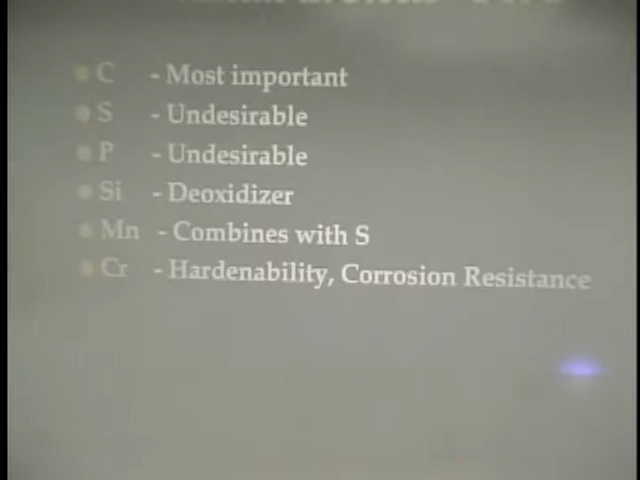 C - Most important
S - Undesirable
P - Undesirable
Si - Deoxidizer
Mn - Combines with S
Cr - Hardenability, Corrosion Resistance